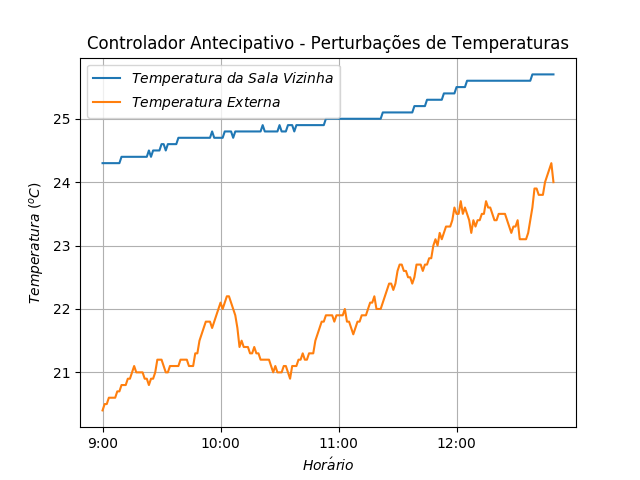 Controlador Antecipativo - Perturbações de Temperaturas
Temperatura da Sala Vizinha
Temperatura Externa
25
24
23
22
21
Temperatura (ºC)
9:00 10:00 11:00 12:00
Horário